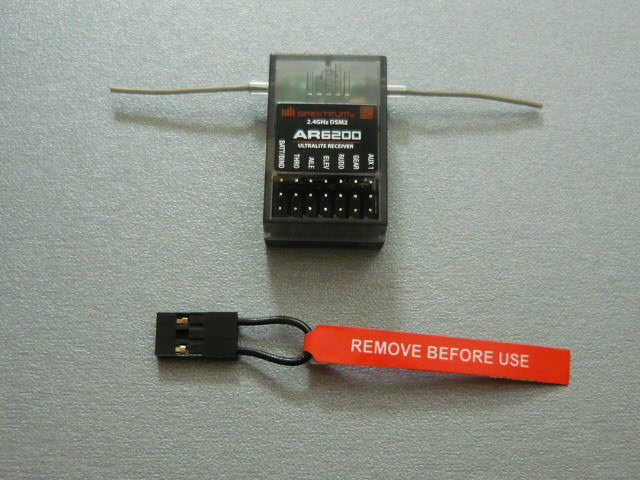 SPEKTRUM
2.4GHz DSM2
AR6200
ULTRALITE RECEIVER
BATT/BIND
THRO
AILE
ELEV
RUDD
GEAR
AUX 1
REMOVE BEFORE USE